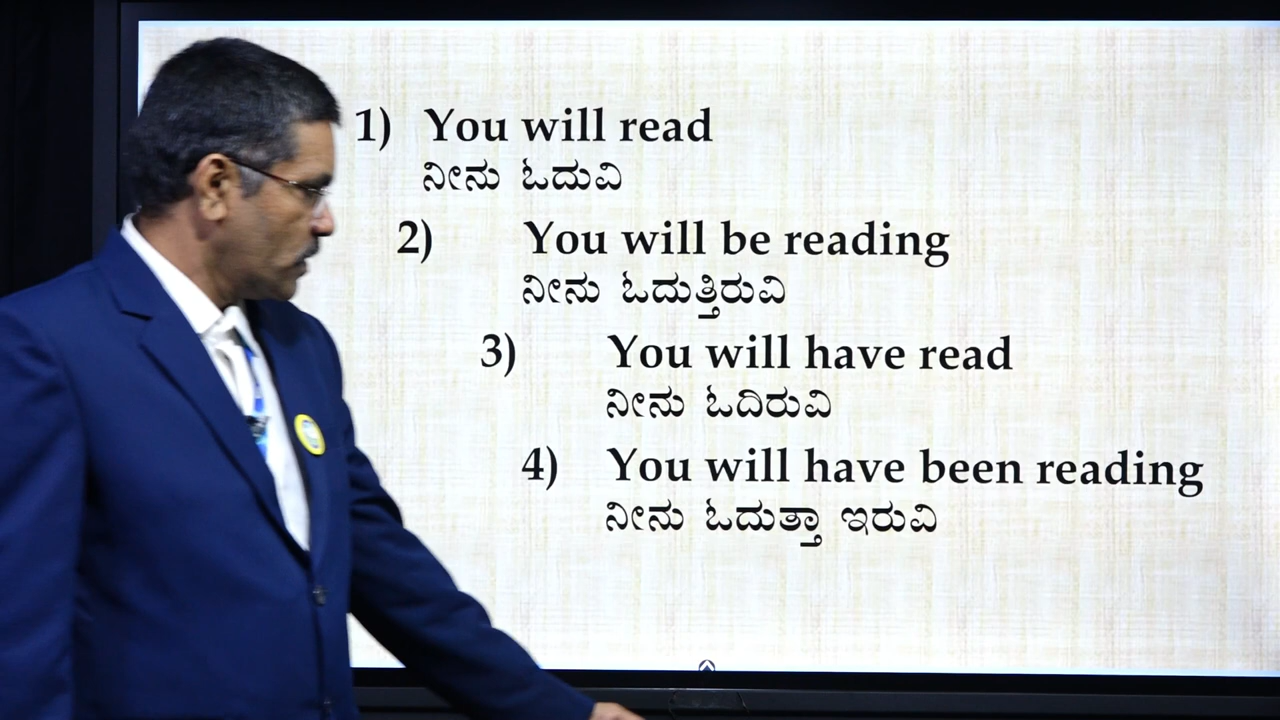 1) You will read
ನೀನು ಓದುವಿ
2) You will be reading
ನೀನು ಓದುತ್ತಿರುವಿ
3) You will have read
ನೀನು ಓದಿರುವಿ
4) You will have been reading
ನೀನು ಓದುತ್ತಾ ಇರುವಿ